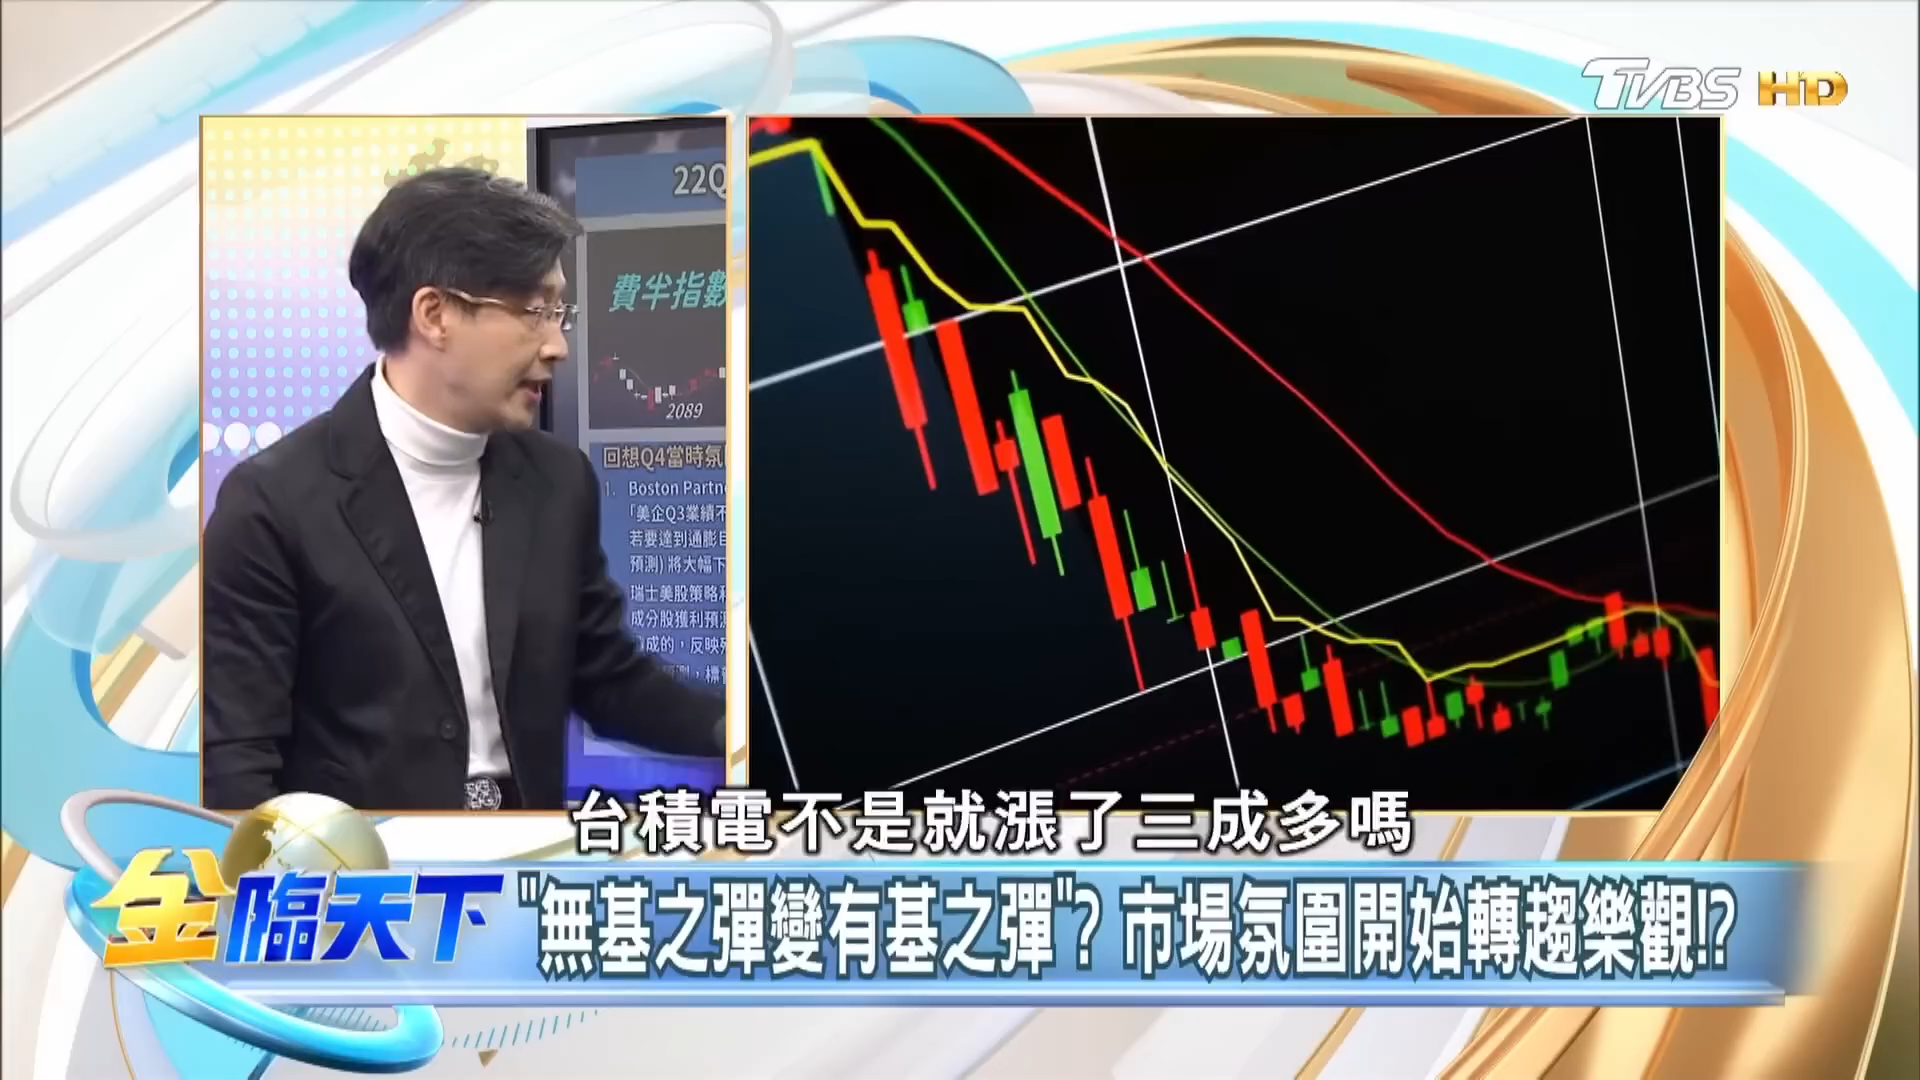 TVBS HD
22Q
費半指數
2089
回想Q4當時氛
1. Boston Partne
「美企Q3業績不
若要達到通膨目
預測) 將大幅下
瑞士美股策略
成分股獲利預測
成的，反映
台積電不是就漲了三成多嗎
金臨天下
"無基之彈變有基之彈"? 市場氛圍開始轉趨樂觀!?